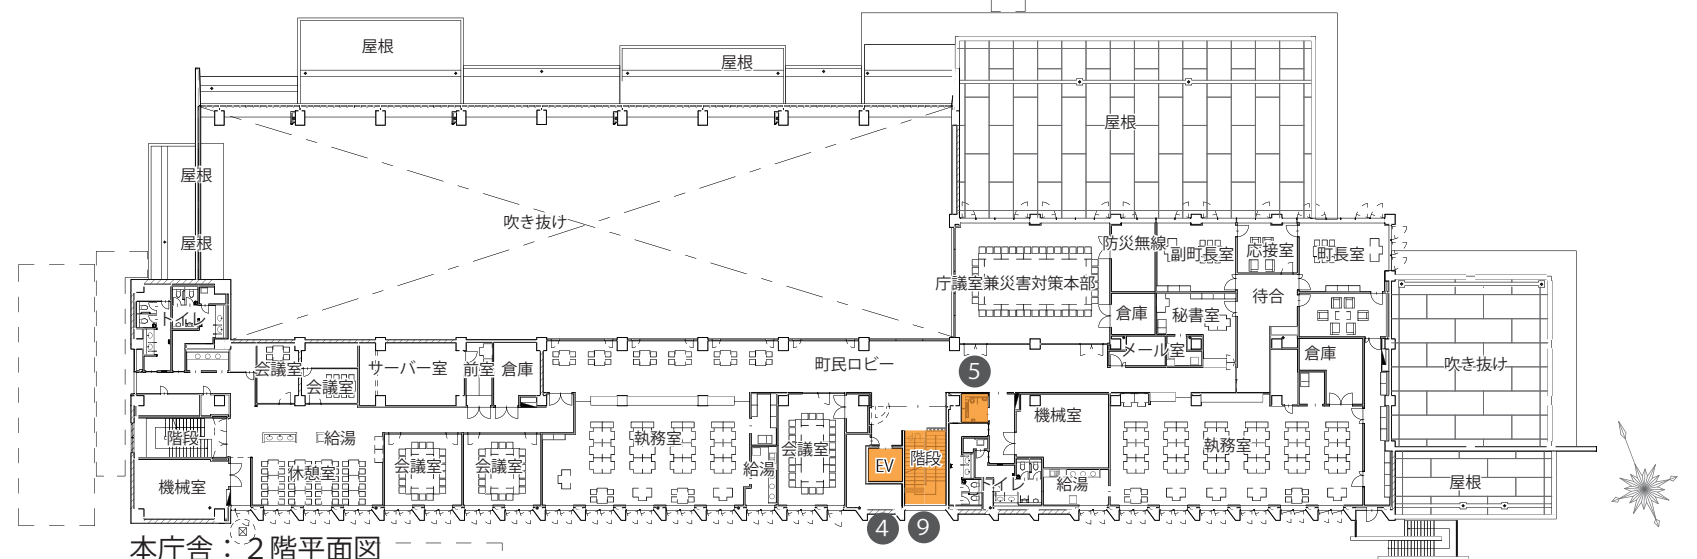 屋根
屋根
屋根
屋根
屋根
吹き抜け
防災無線
副町長室
応接室
町長室
庁議室兼災害対策本部
待合
倉庫
秘書室
トイレ
メール室
倉庫
吹き抜け
会議室
会議室
サーバー室
前室
倉庫
町民ロビー
5
機械室
階段
給湯
執務室
会議室
執務室
会議室
会議室
休憩室
給湯
EV
階段
トイレ
給湯
機械室
屋根
4
9
本庁舎：２階平面図